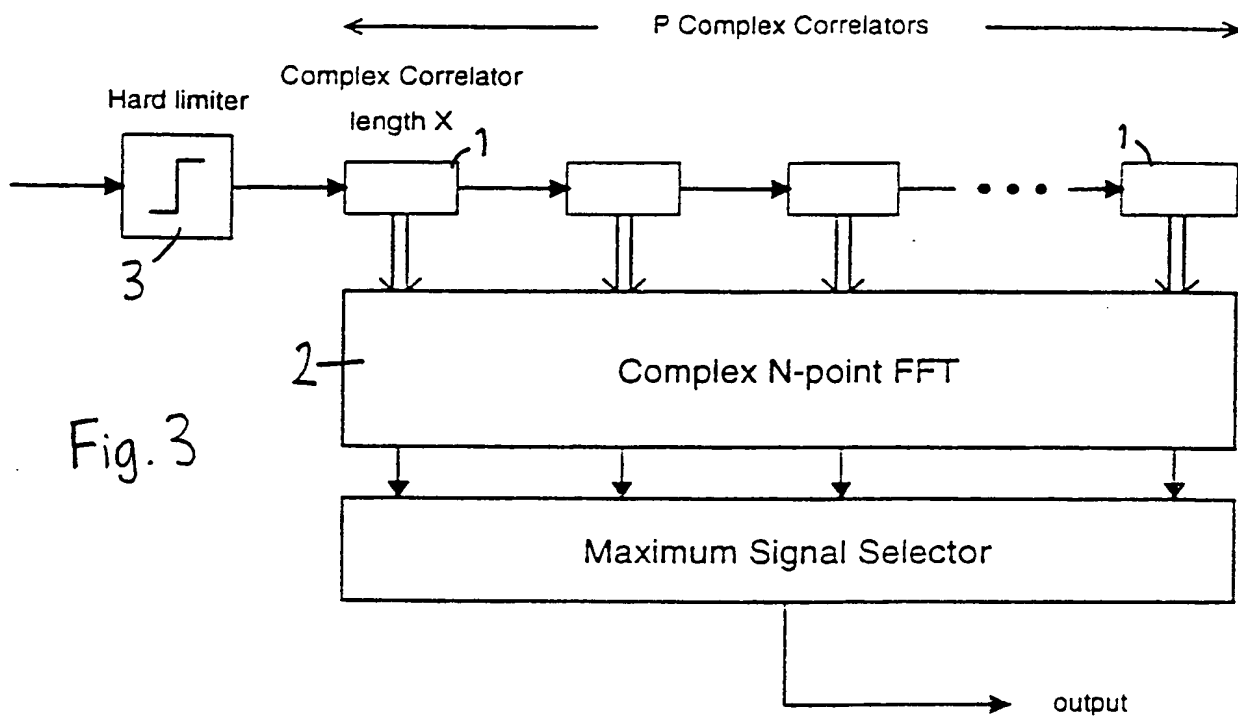 P Complex Correlators
Complex Correlator
length X
Hard limiter
1
1
3
2
Complex N-point FFT
Fig. 3
Maximum Signal Selector
output